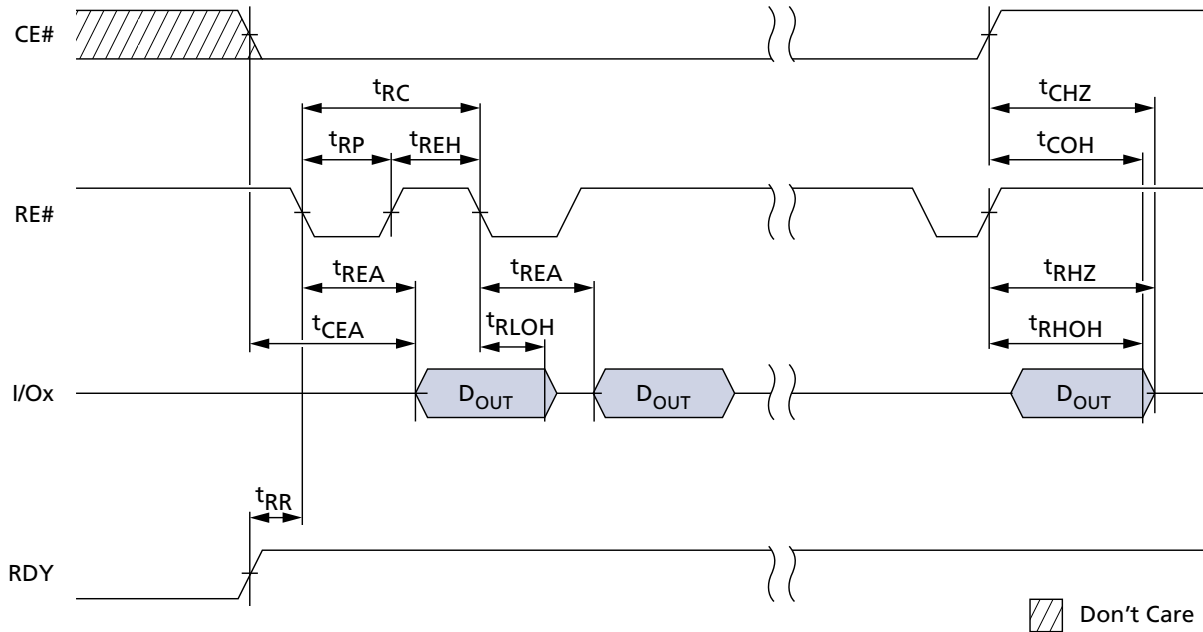 CE#
tRC
tCHZ
tRP
tREH
tCOH
RE#
tREA
tREA
tRHZ
tCEA
tRLOH
tRHOH
I/Ox
DOUT
DOUT
DOUT
tRR
RDY
Don't Care